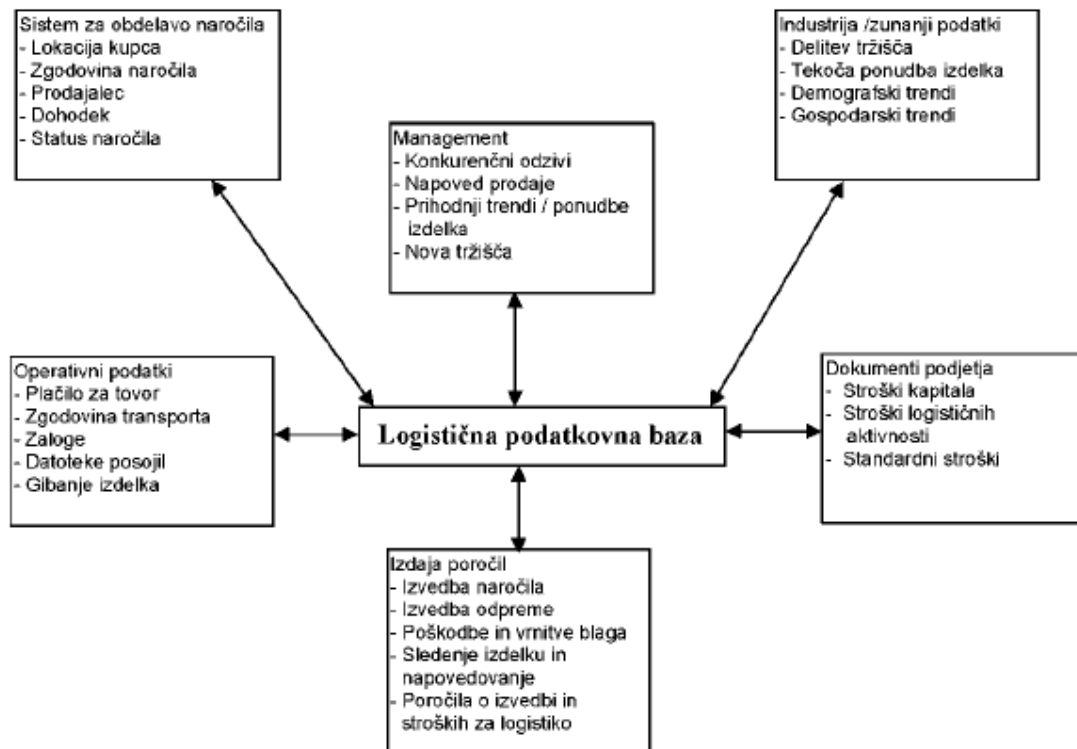 Sistem za obdelavo naročila
- Lokacija kupca
- Zgodovina naročila
- Prodajalec
- Dohodek
- Status naročila
Management
- Konkurenčni odzivi
- Napoved prodaje
- Prihodnji trendi / ponudbe
izdelka
- Nova tržišča
Industrija /zunanji podatki
- Delitev tržišča
- Tekoča ponudba izdelka
- Demografski trendi
- Gospodarski trendi
Operativni podatki
- Plačilo za tovor
- Zgodovina transporta
- Zaloge
- Datoteke posojil
- Gibanje izdelka
Logistična podatkovna baza
Dokumenti podjetja
- Stroški kapitala
- Stroški logističnih
aktivnosti
- Standardni stroški
Izdaja poročil
- Izvedba naročila
- Izvedba odpreme
- Poškodbe in vrnitve blaga
- Sledenje izdelku in
napovedovanje
- Poročila o izvedbi in
stroških za logistiko